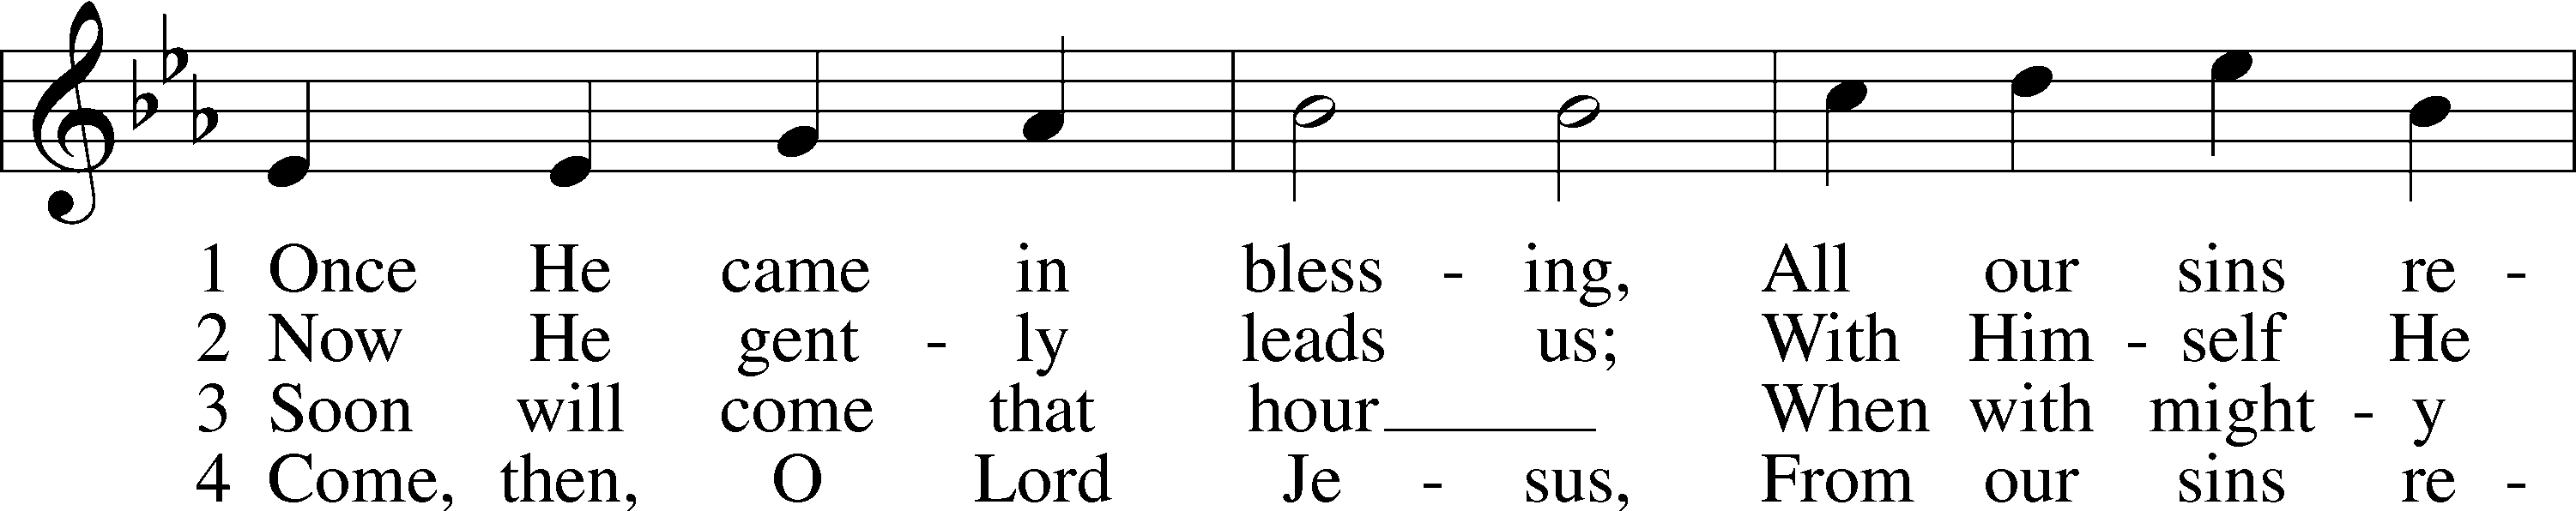 1 Once He came in bless - ing, All our sins re -
2 Now He gent - ly leads us; With Him - self He
3 Soon will come that hour When with might - y
4 Come, then, O Lord Je - sus, From our sins re -